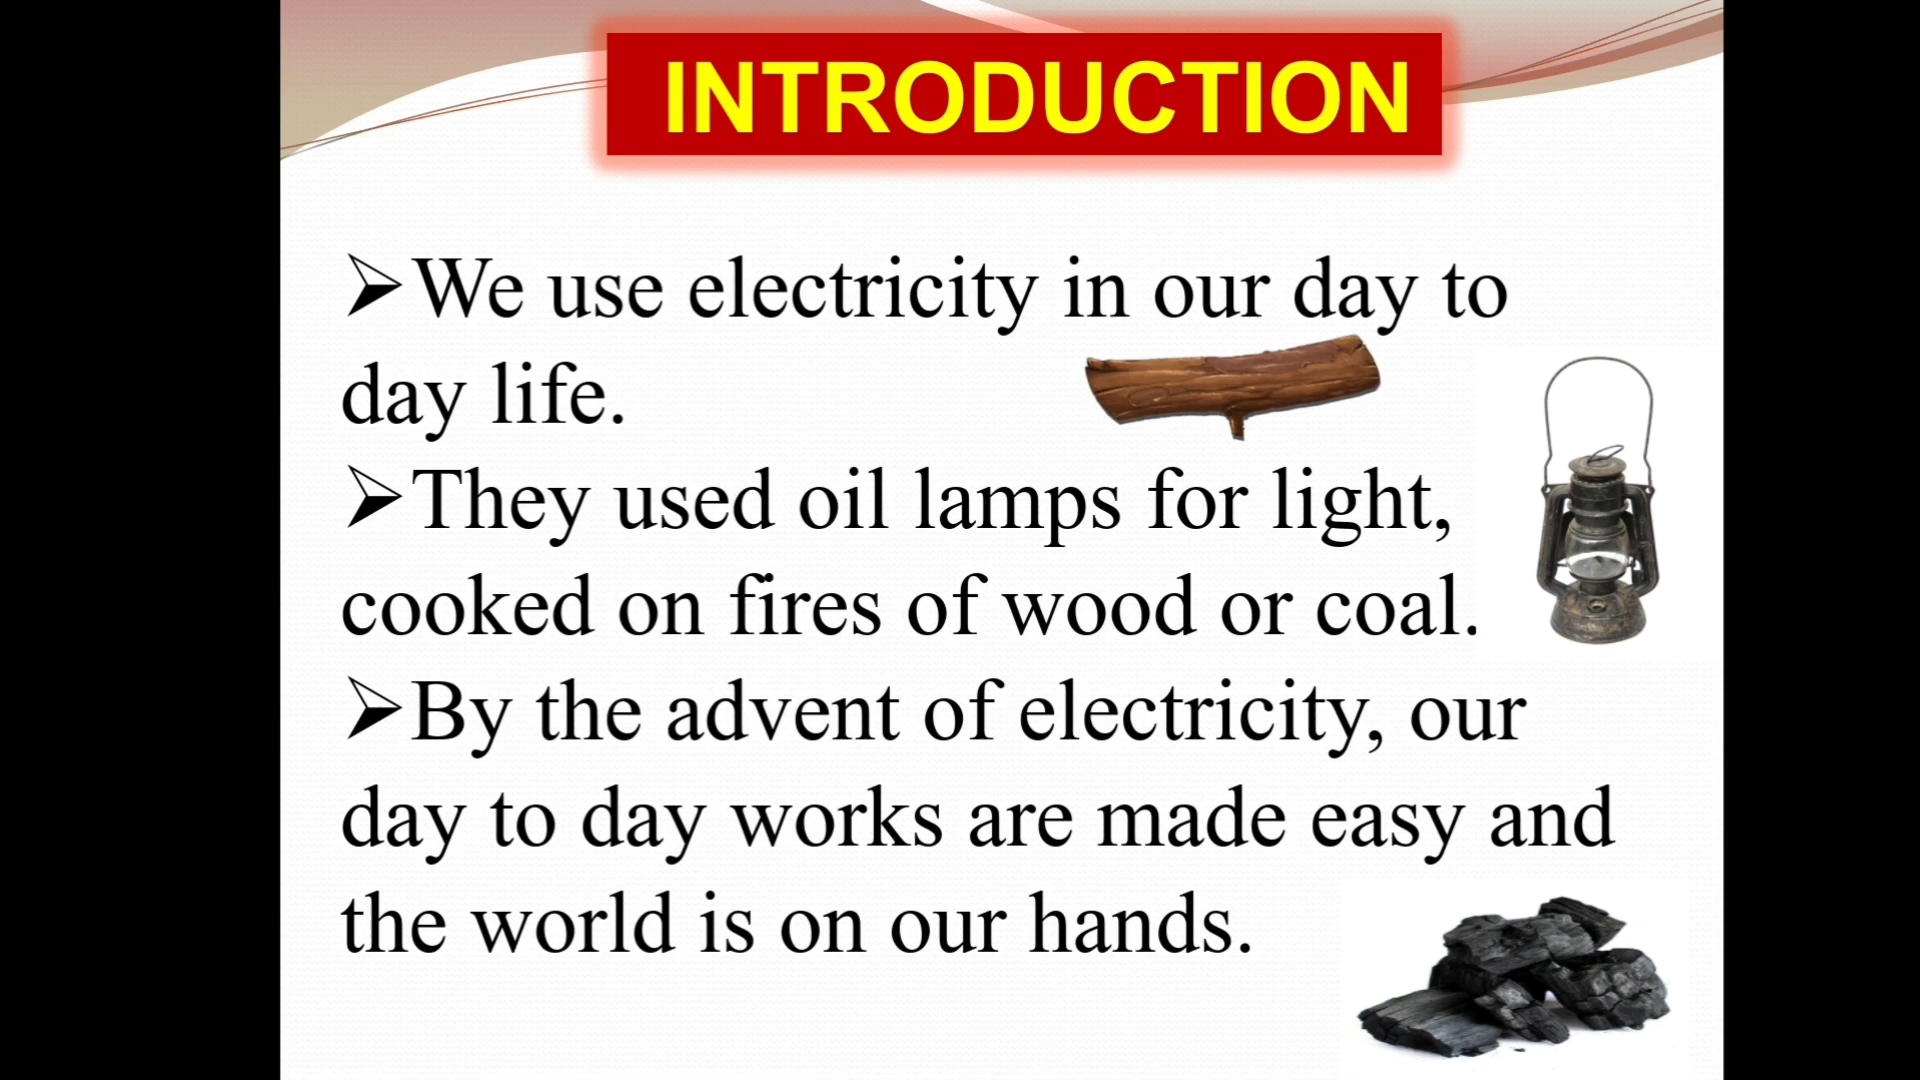 INTRODUCTION
➢We use electricity in our day to
day life.
➢They used oil lamps for light,
cooked on fires of wood or coal.
➢By the advent of electricity, our
day to day works are made easy and
the world is on our hands.